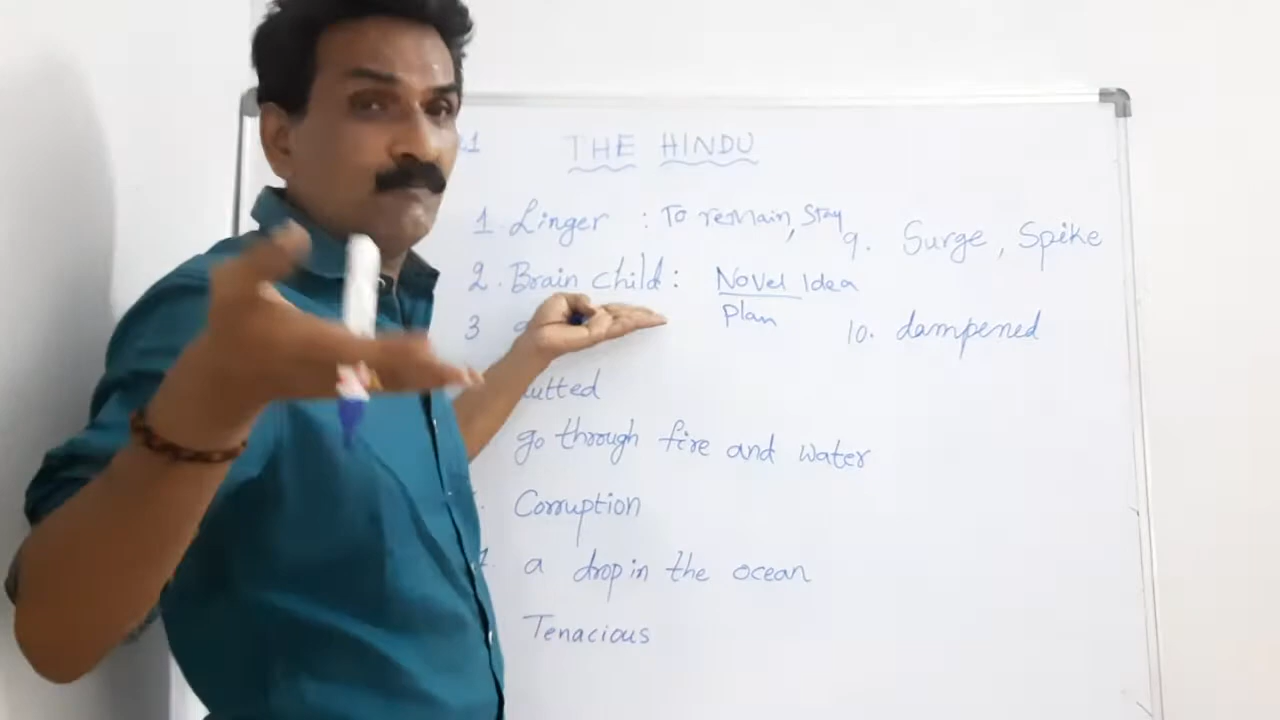 1 THE HINDU
1. Linger : To remain, Stay
2. Brain child : Novel Idea
Plan
3
go through fire and water
Corruption
a drop in the ocean
Tenacious
9. Surge, Spike
10. dampened